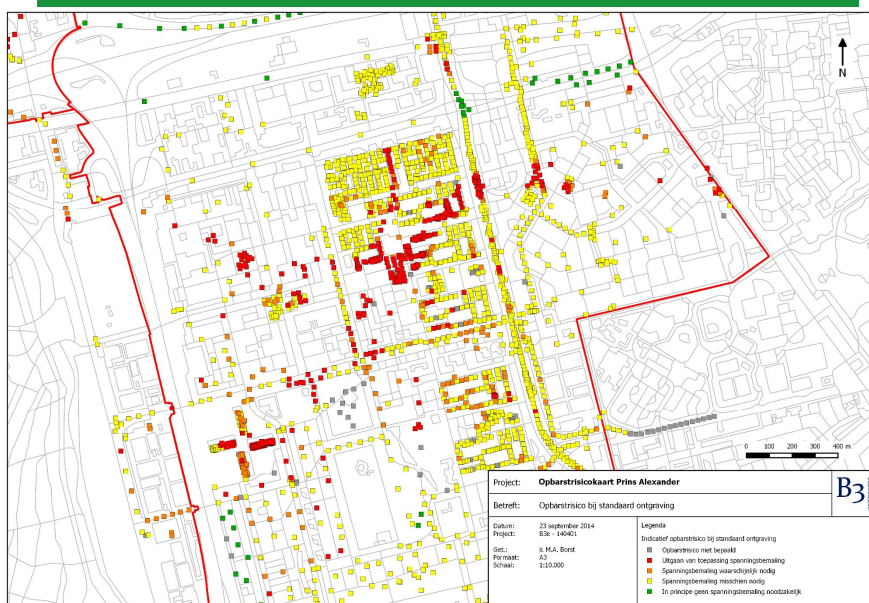 N
0 100 200 300 400 m
Project: Opbarstrisicokaart Prins Alexander
Betreft: Opbarstrisico bij standaard ontgraving
B3
Datum: 23 september 2014
Project: B3e - 140401
Get.: ir. M.A. Borst
Formaat: A3
Schaal: 1:10.000
Legenda
Indicatief opbarstrisico bij standaard ontgraving
Opbarstrisico niet bepaald
Uitgaan van toepassing spanningsbemaling
Spanningsbemaling waarschijnlijk nodig
Spanningsbemaling misschien nodig
In principe geen spanningsbemaling noodzakelijk